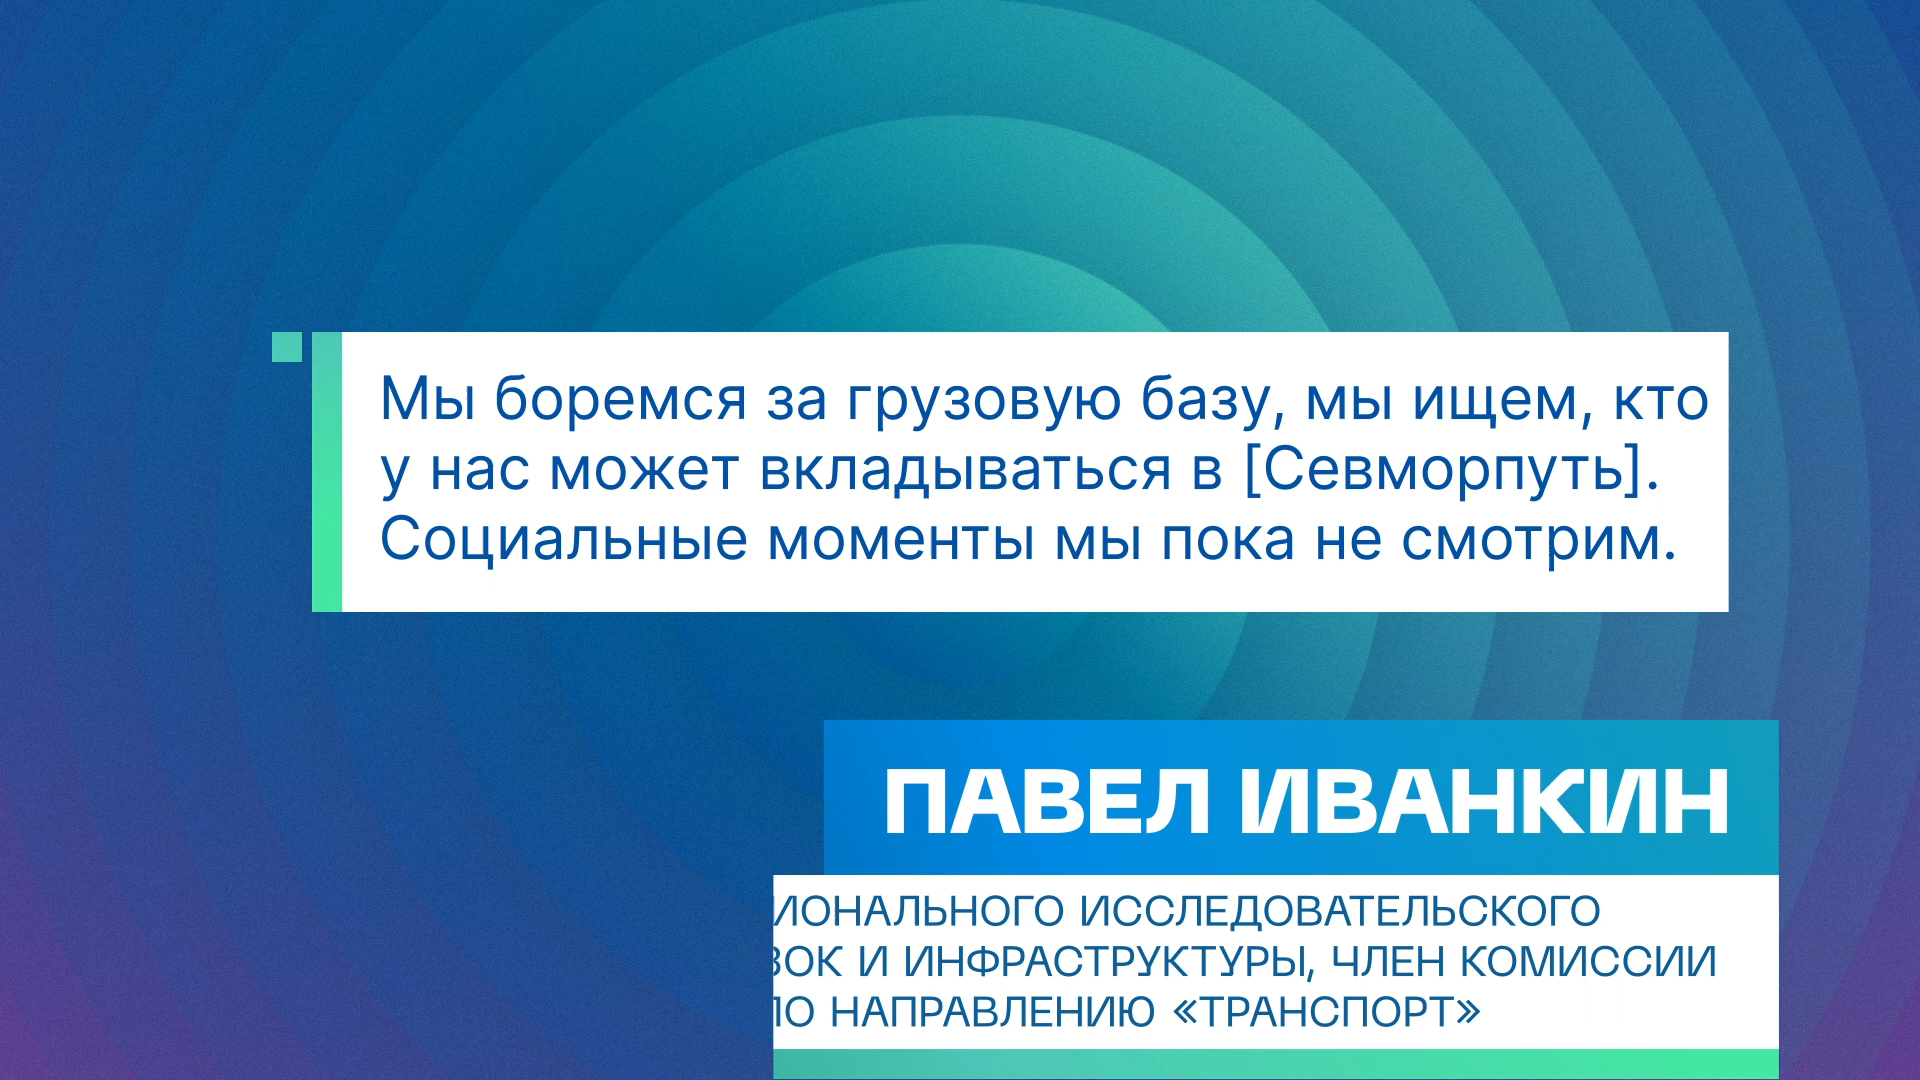 Мы боремся за грузовую базу, мы ищем, кто
у нас может вкладываться в [Севморпуть].
Социальные моменты мы пока не смотрим.
ПАВЕЛ ИВАНКИН
ИОНАЛЬНОГО ИССЛЕДОВАТЕЛЬСКОГО
ЗОК И ИНФРАСТРУКТУРЫ, ЧЛЕН КОМИССИИ
ПО НАПРАВЛЕНИЮ «ТРАНСПОРТ»